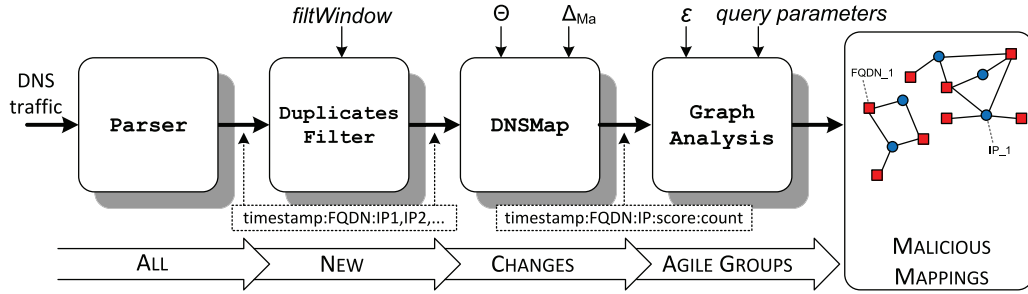 filtWindow
Θ
ΔMa
ε
query parameters
DNS
traffic
Parser
Duplicates
Filter
DNSMap
Graph
Analysis
FQDN_1
IP_1
timestamp:FQDN:IP1,IP2,...
timestamp:FQDN:IP:score:count
ALL
NEW
CHANGES
AGILE GROUPS
MALICIOUS
MAPPINGS